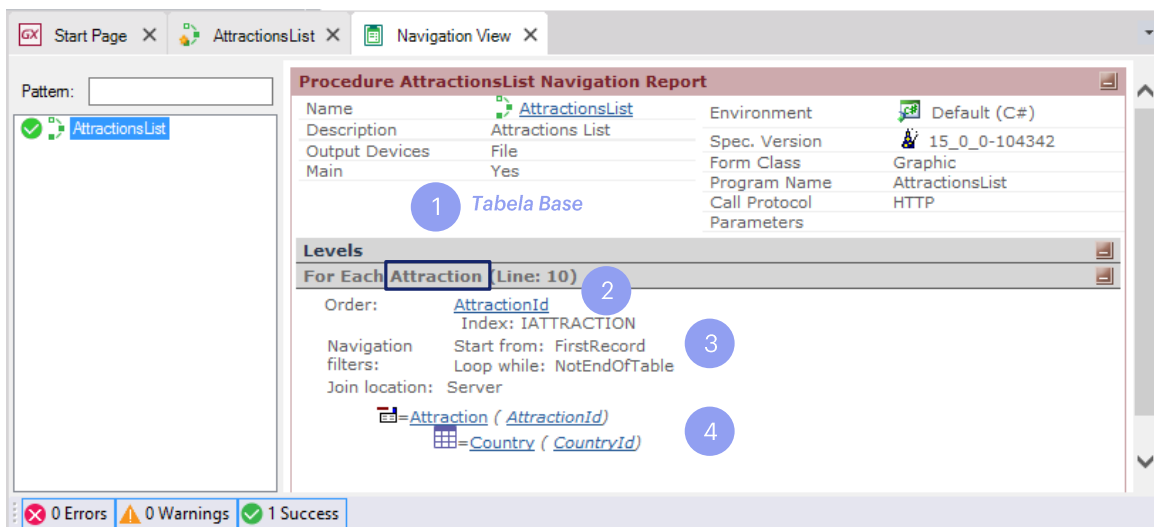 GX Start Page
AttractionsList
Navigation View
Pattern:
AttractionsList
Procedure AttractionsList Navigation Report
Name AttractionsList
Description Attractions List
Output Devices File
Main Yes
Environment Default (C#)
Spec. Version 15_0_0-104342
Form Class Graphic
Program Name AttractionsList
Call Protocol HTTP
Parameters
1 Tabela Base
Levels
For Each Attraction (Line: 10)
2
Order: AttractionId
Index: IATTRACTION
Navigation filters: Start from: FirstRecord
Loop while: NotEndOfTable
3
Join location: Server
=Attraction ( AttractionId)
=Country ( CountryId)
4
0 Errors 0 Warnings 1 Success